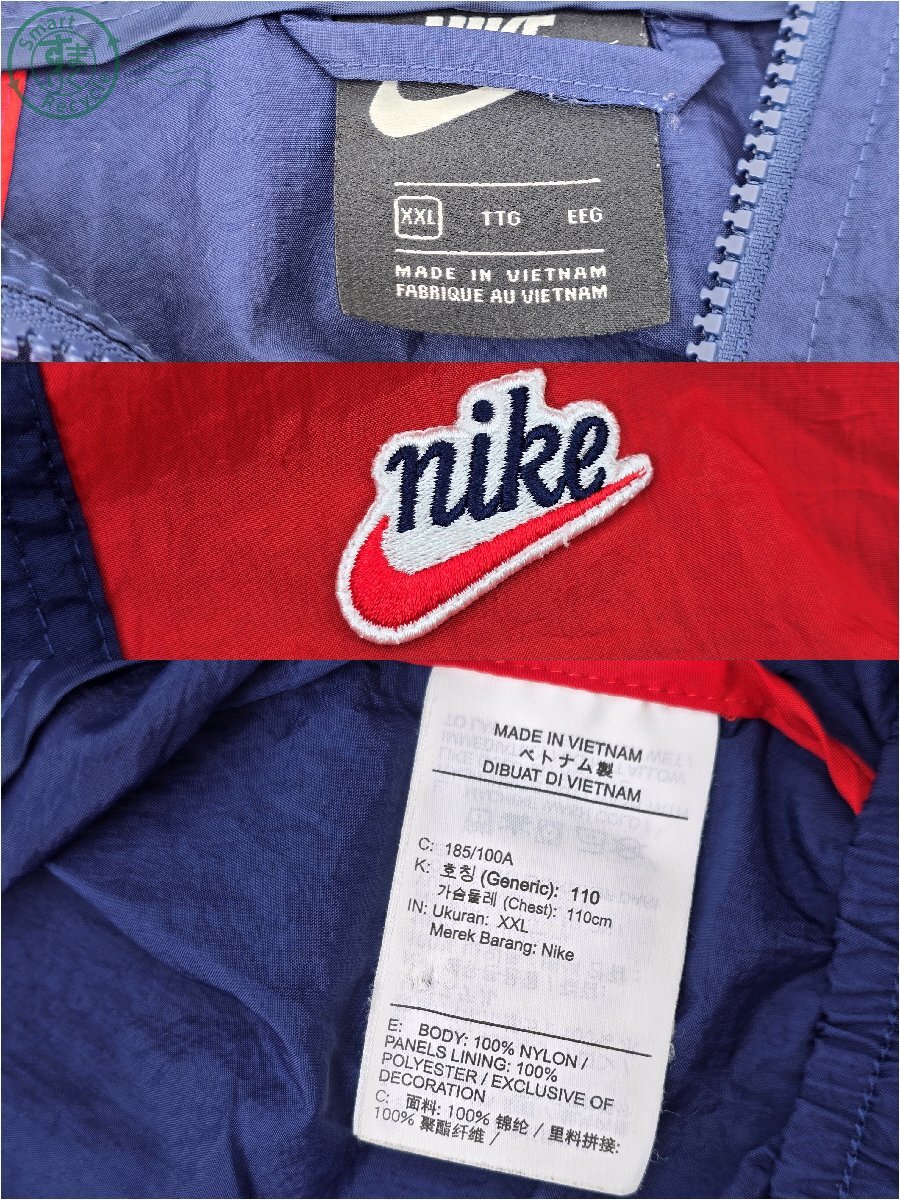 Smart
Recycle
NIKE
XXL TTG EEG
MADE IN VIETNAM
FABRIQUE AU VIETNAM
nike
MADE IN VIETNAM
ベトナム製
DIBUAT DI VIETNAM
C: 185/100A
K: 호칭 (Generic): 110
가슴둘레 (Chest): 110cm
IN: Ukuran: XXL
Merek Barang: Nike
E: BODY: 100% NYLON /
PANELS LINING: 100%
POLYESTER / EXCLUSIVE OF
DECORATION
C: 面料: 100% 锦纶 / 里料拼接:
100% 聚酯纤维 /